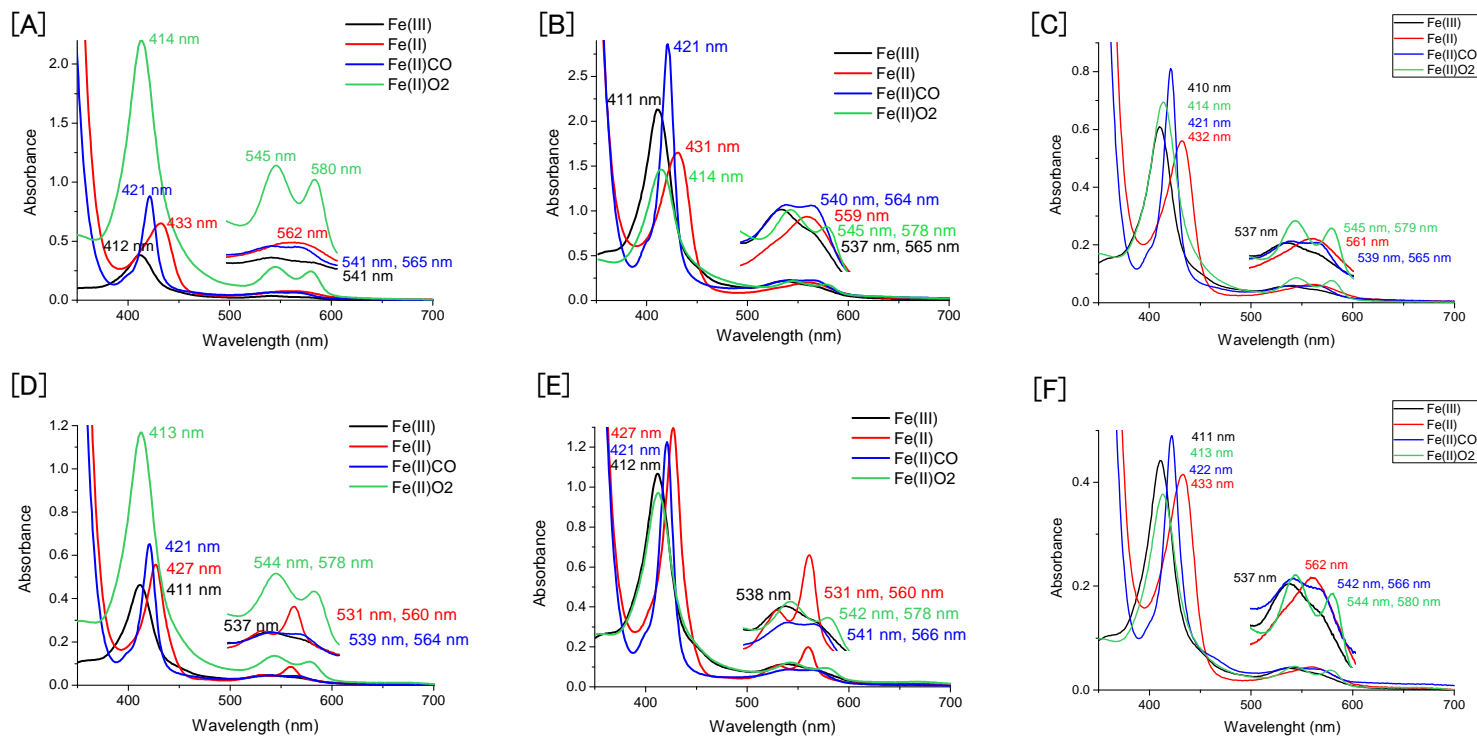 [A]
Fe(III)
Fe(II)
Fe(II)CO
Fe(II)O2
414 nm
545 nm
580 nm
421 nm
433 nm
412 nm
562 nm
541 nm, 565 nm
541 nm
Absorbance
2.0
1.5
1.0
0.5
0.0
400
500
600
700
Wavelength (nm)
[B]
Fe(III)
Fe(II)
Fe(II)CO
Fe(II)O2
421 nm
411 nm
431 nm
414 nm
540 nm, 564 nm
559 nm
545 nm, 578 nm
537 nm, 565 nm
Absorbance
2.5
2.0
1.5
1.0
0.5
0.0
400
500
600
700
Wavelength (nm)
[C]
Fe(III)
Fe(II)
Fe(II)CO
Fe(II)O2
410 nm
414 nm
421 nm
432 nm
537 nm
545 nm, 579 nm
561 nm
539 nm, 565 nm
Absorbance
0.8
0.6
0.4
0.2
0.0
400
500
600
700
Wavelength (nm)
[D]
Fe(III)
Fe(II)
Fe(II)CO
Fe(II)O2
413 nm
421 nm
427 nm
411 nm
544 nm, 578 nm
537 nm
531 nm, 560 nm
539 nm, 564 nm
Absorbance
1.2
1.0
0.8
0.6
0.4
0.2
0.0
400
500
600
700
Wavelength (nm)
[E]
Fe(III)
Fe(II)
Fe(II)CO
Fe(II)O2
427 nm
421 nm
412 nm
538 nm
531 nm, 560 nm
542 nm, 578 nm
541 nm, 566 nm
Absorbance
1.2
1.0
0.8
0.6
0.4
0.2
0.0
400
500
600
700
Wavelength (nm)
[F]
Fe(III)
Fe(II)
Fe(II)CO
Fe(II)O2
411 nm
413 nm
422 nm
433 nm
537 nm
562 nm
542 nm, 566 nm
544 nm, 580 nm
Absorbance
0.4
0.2
0.0
400
500
600
700
Wavelenght (nm)